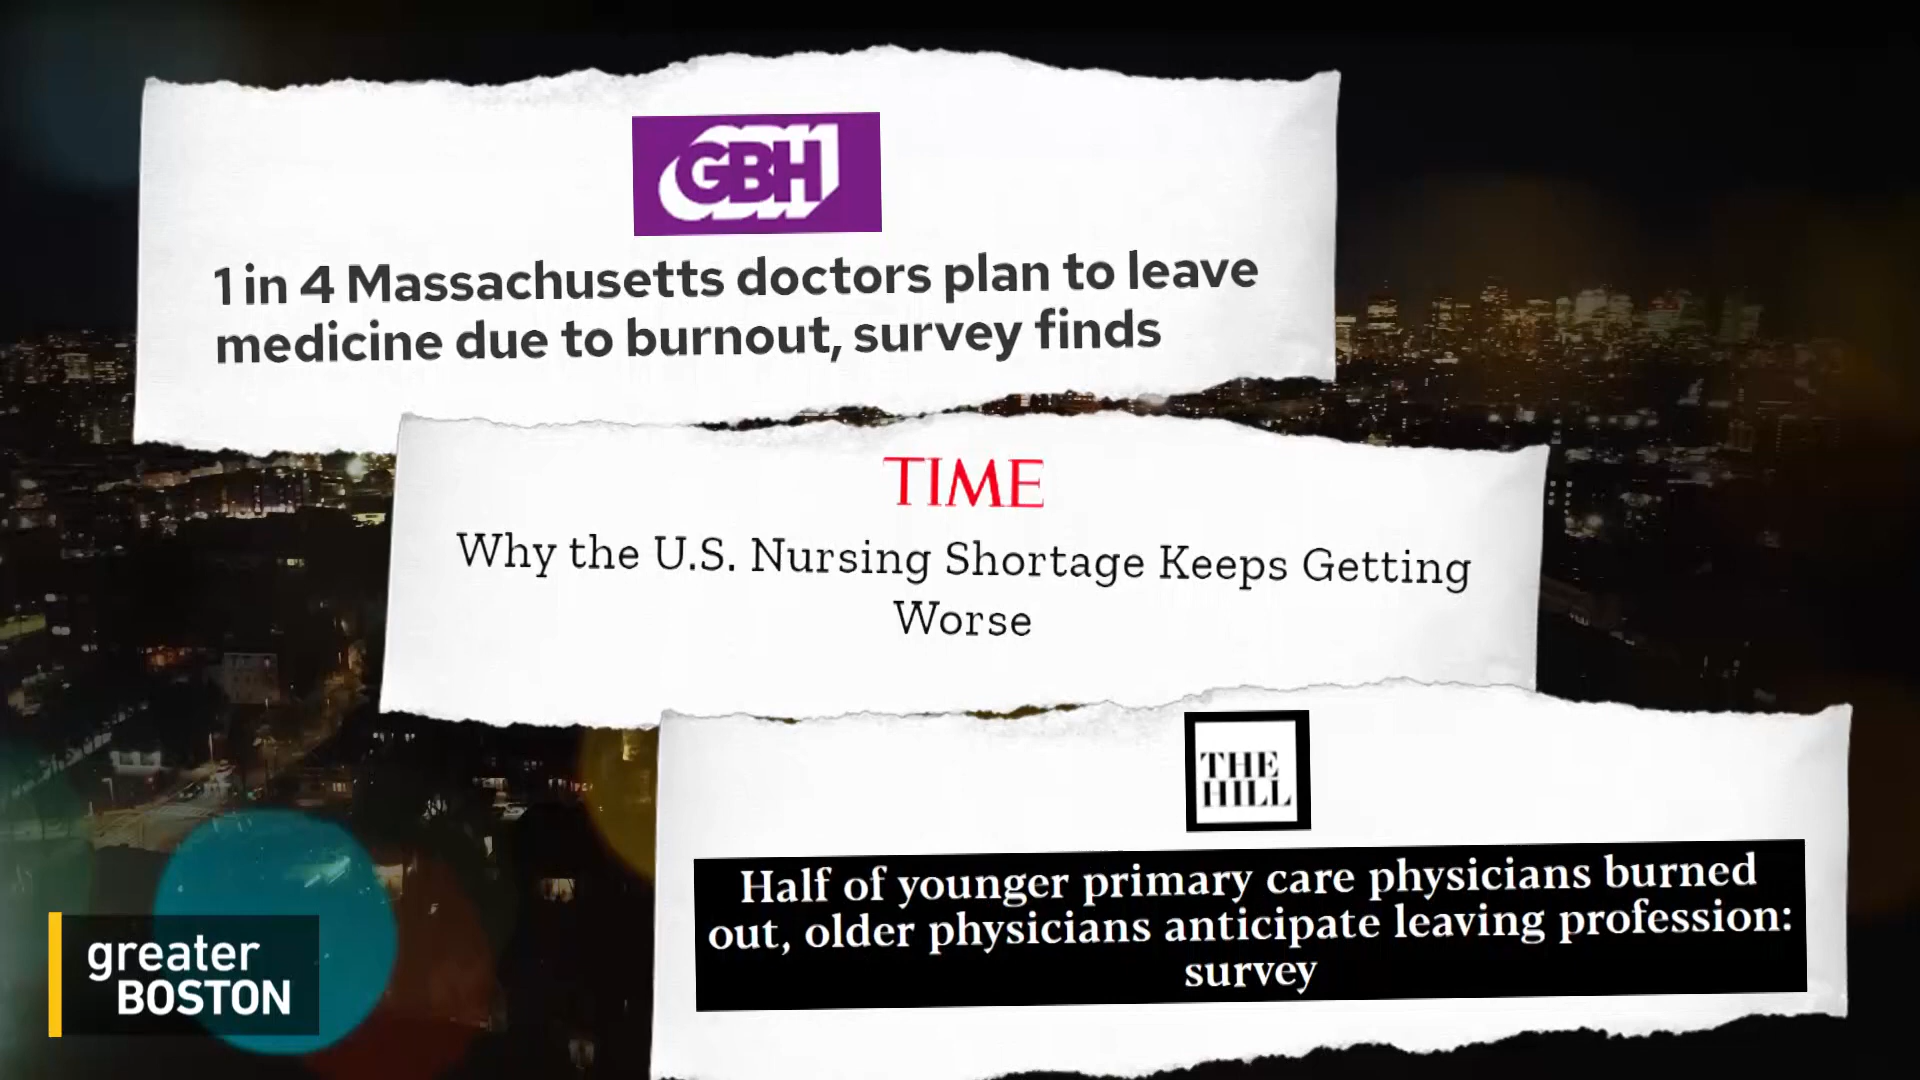 GBH
1 in 4 Massachusetts doctors plan to leave
medicine due to burnout, survey finds
TIME
Why the U.S. Nursing Shortage Keeps Getting
Worse
THE
HILL
Half of younger primary care physicians burned
out, older physicians anticipate leaving profession:
survey
greater
BOSTON